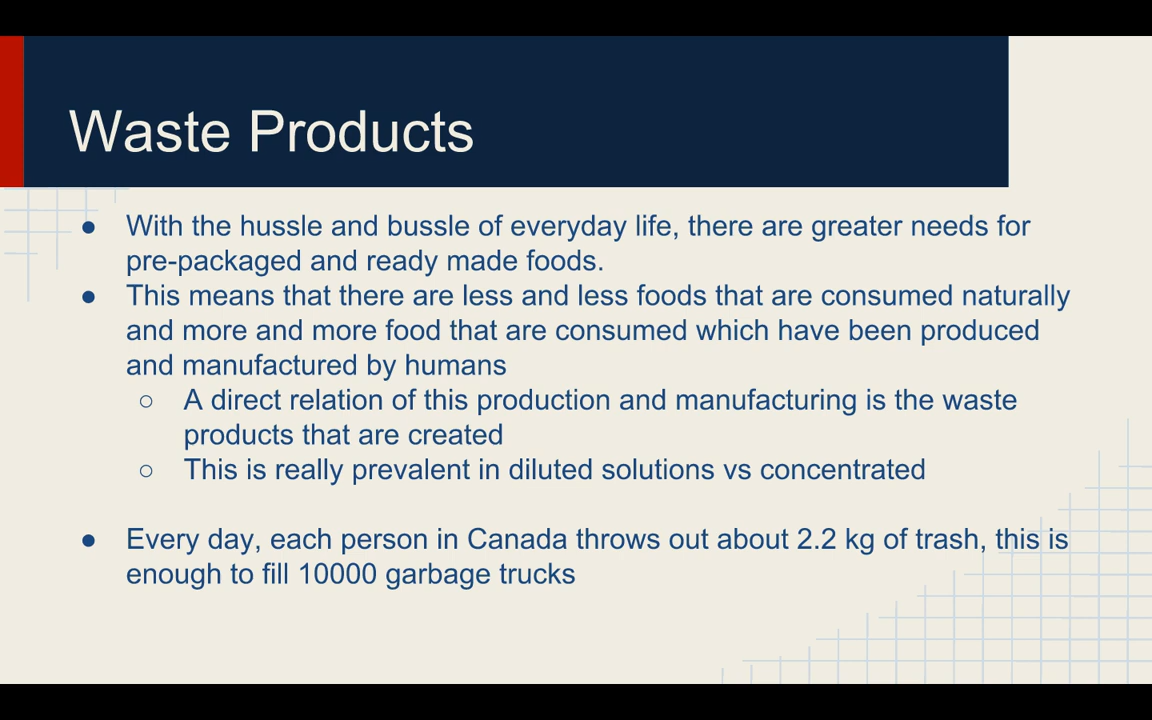 Waste Products
● With the hussle and bussle of everyday life, there are greater needs for
pre-packaged and ready made foods.
● This means that there are less and less foods that are consumed naturally
and more and more food that are consumed which have been produced
and manufactured by humans
○ A direct relation of this production and manufacturing is the waste
products that are created
○ This is really prevalent in diluted solutions vs concentrated
● Every day, each person in Canada throws out about 2.2 kg of trash, this is
enough to fill 10000 garbage trucks